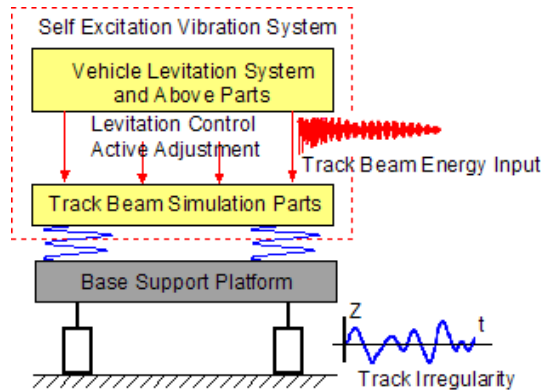 Self Excitation Vibration System
Vehicle Levitation System
and Above Parts
Levitation Control
Active Adjustment
Track Beam Energy Input
Track Beam Simulation Parts
Base Support Platform
Z
t
Track Irregularity